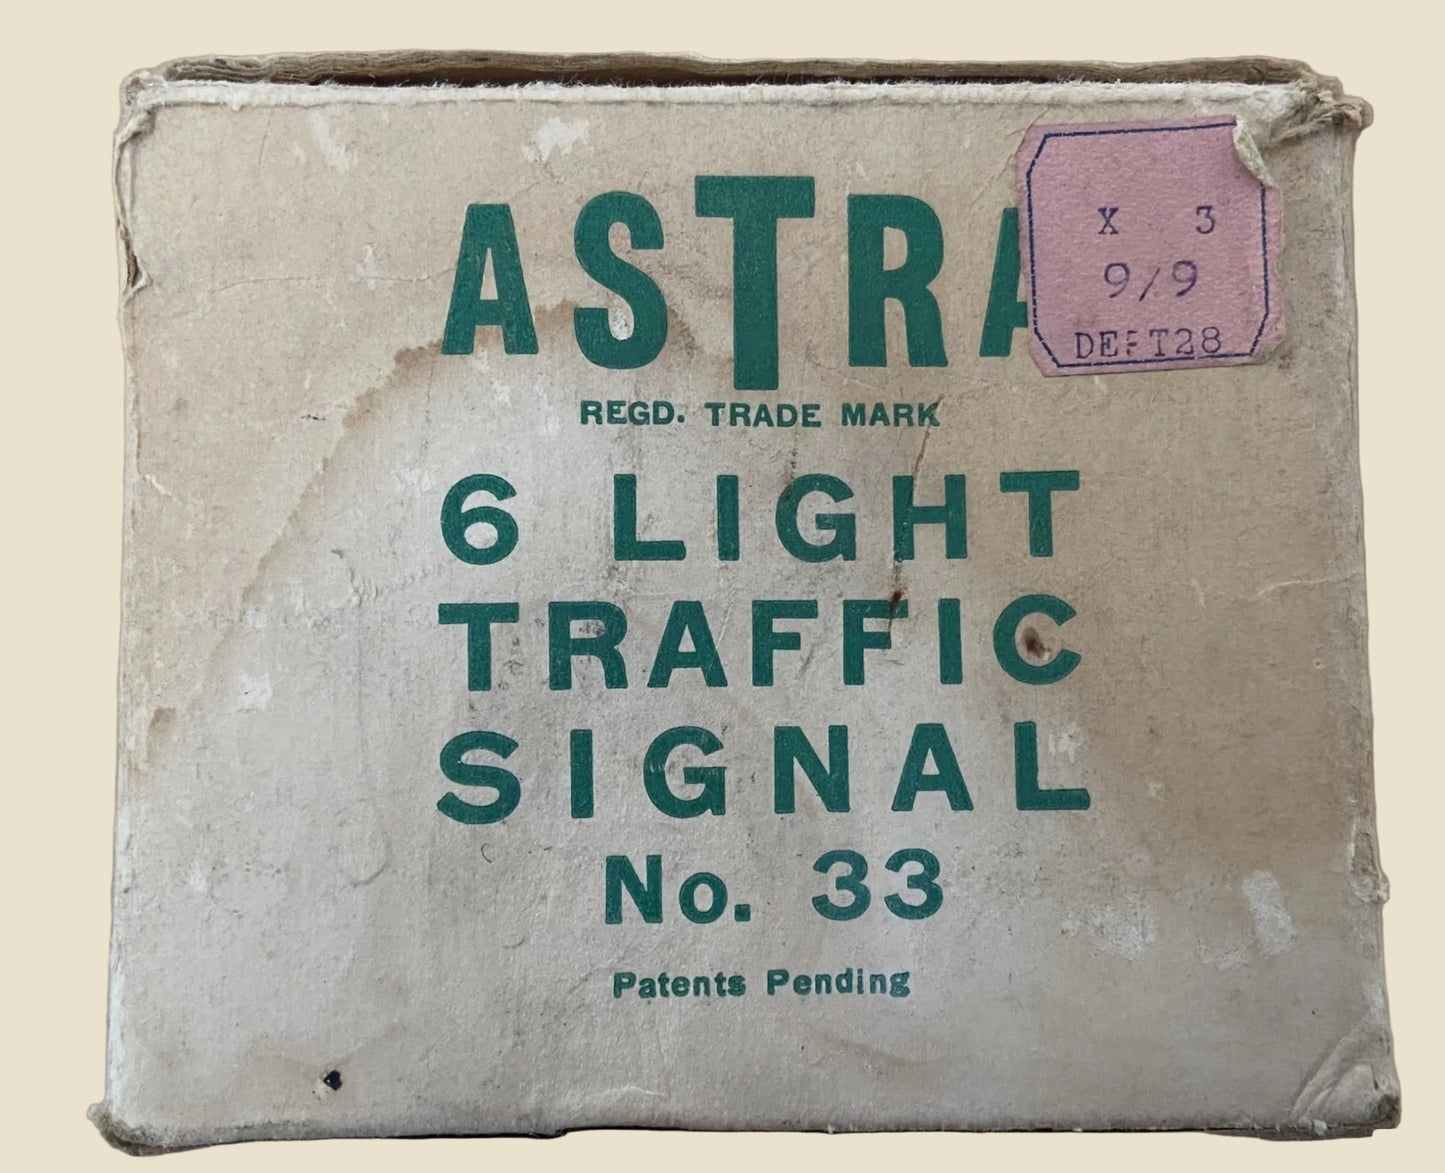 ASTRA
X 3
9/9
DEPT28
REGD. TRADE MARK
6 LIGHT
TRAFFIC
SIGNAL
No. 33
Patents Pending